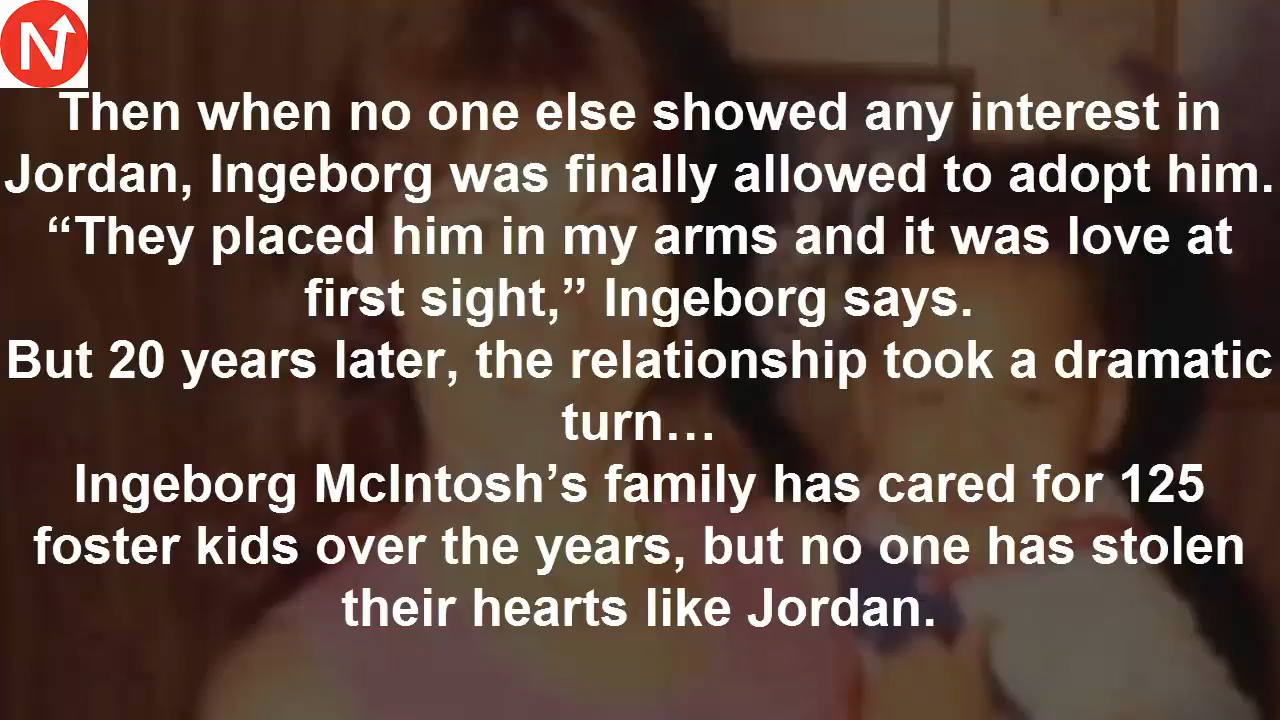 N
Then when no one else showed any interest in
Jordan, Ingeborg was finally allowed to adopt him.
“They placed him in my arms and it was love at
first sight,” Ingeborg says.
But 20 years later, the relationship took a dramatic
turn…
Ingeborg McIntosh’s family has cared for 125
foster kids over the years, but no one has stolen
their hearts like Jordan.